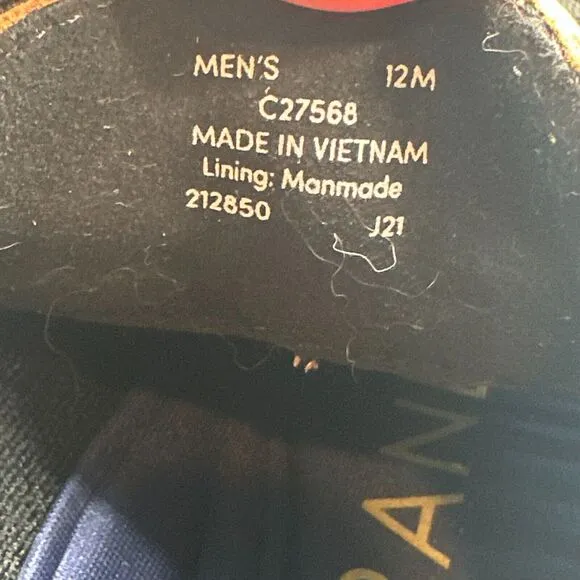 MEN'S 12M
C27568
MADE IN VIETNAM
Lining: Manmade
212850 J21